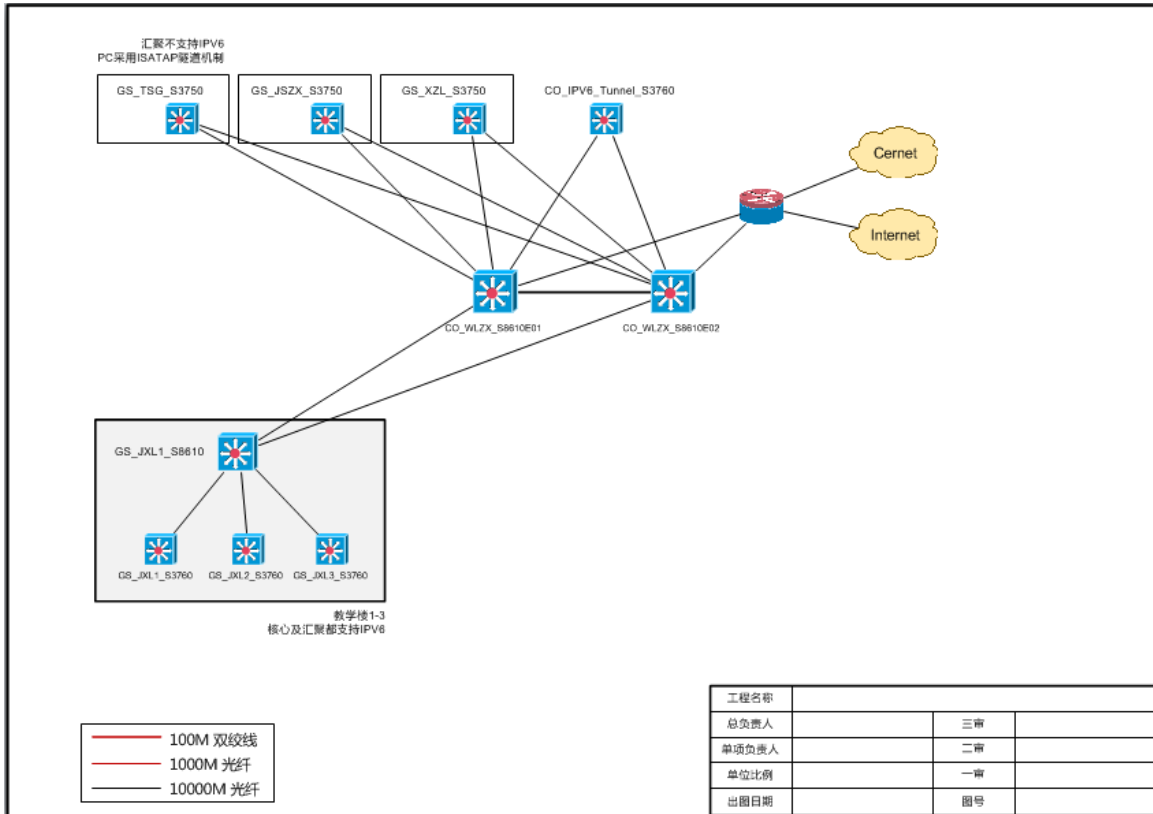 汇聚不支持IPV6
PC采用ISATAP隧道机制
GS_TSG_S3750
GS_JSZX_S3750
GS_XZL_S3750
CO_IPV6_Tunnel_S3760
Cernet
Internet
CO_WLZX_S8610E01
CO_WLZX_S8610E02
GS_JXL1_S8610
GS_JXL1_S3760
GS_JXL2_S3760
GS_JXL3_S3760
教学楼1-3
核心及汇聚都支持IPV6
100M 双绞线
1000M 光纤
10000M 光纤
工程名称
总负责人 三审
单项负责人 二审
单位比例 一审
出图日期 图号